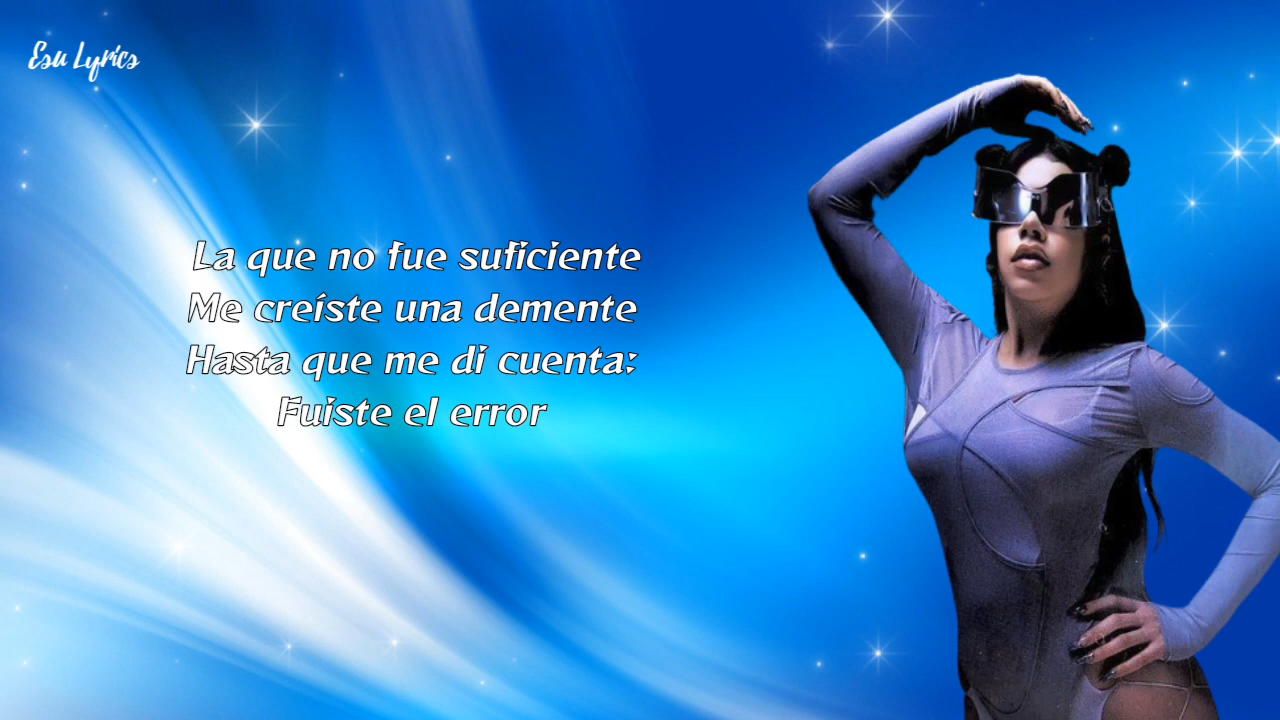 Esu Lyrics
La que no fue suficiente
Me creíste una demente
Hasta que me di cuenta:
Fuiste el error